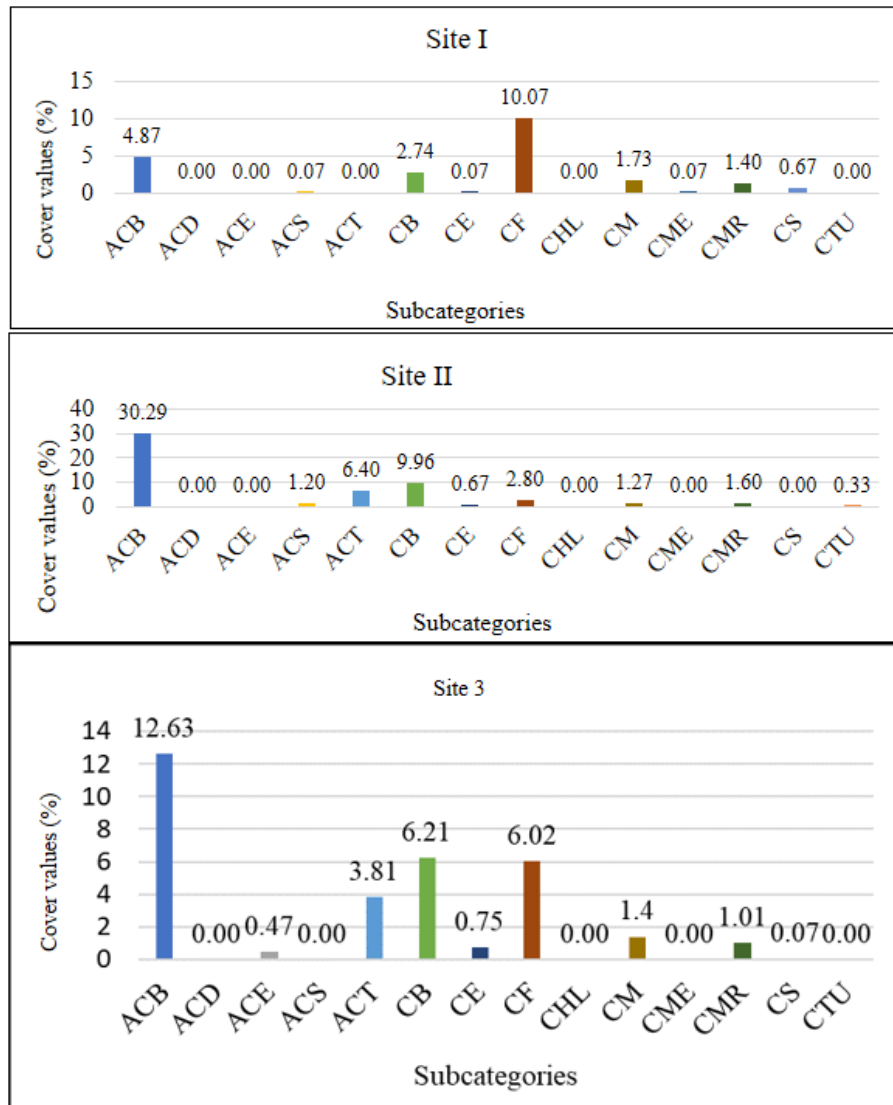 Site I
Cover values (%)
15
10
5
0
4.87 0.00 0.00 0.07 0.00 2.74 0.07 10.07 0.00 1.73 0.07 1.40 0.67 0.00
ACB ACD ACE ACS ACT CB CE CF CHL CM CME CMR CS CTU
Subcategories
Site II
Cover values (%)
40
30
20
10
0
30.29 0.00 0.00 1.20 6.40 9.96 0.67 2.80 0.00 1.27 0.00 1.60 0.00 0.33
ACB ACD ACE ACS ACT CB CE CF CHL CM CME CMR CS CTU
Subcategories
Site 3
Cover values (%)
14
12
10
8
6
4
2
0
12.63 0.00 0.47 0.00 3.81 6.21 0.75 6.02 0.00 1.4 0.00 1.01 0.07 0.00
ACB ACD ACE ACS ACT CB CE CF CHL CM CME CMR CS CTU
Subcategories